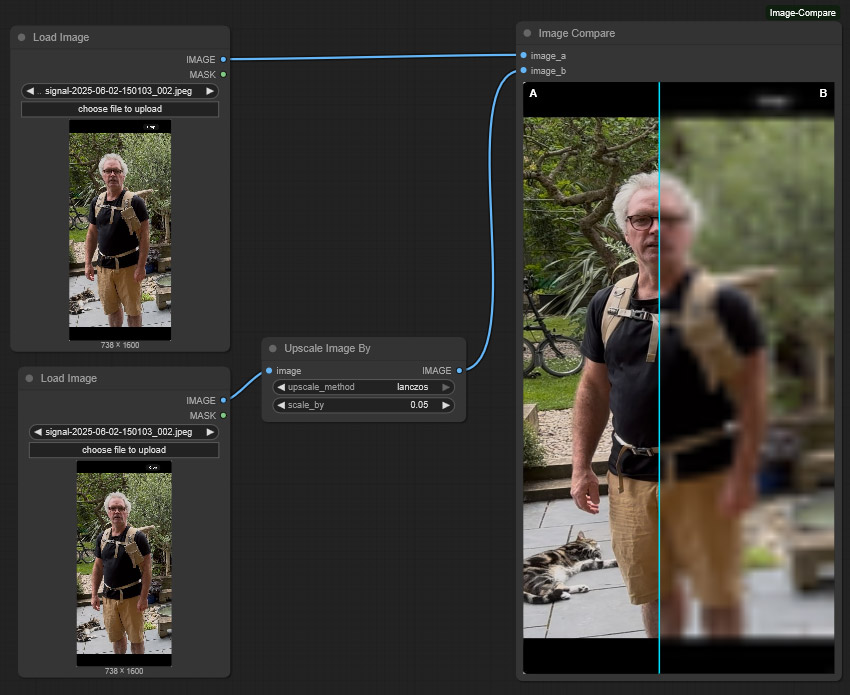 Image-Compare
Load Image
IMAGE
MASK
signal-2025-06-02-150103_002.jpeg
choose file to upload
738 × 1600
Load Image
IMAGE
MASK
signal-2025-06-02-150103_002.jpeg
choose file to upload
738 × 1600
Upscale Image By
image
IMAGE
upscale_method lanczos
scale_by 0.05
Image Compare
image_a
image_b
A
B